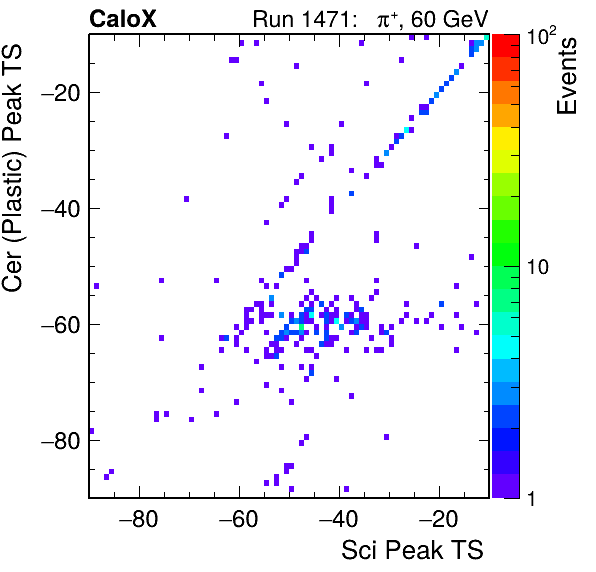 CaloX Run 1471: π⁺, 60 GeV
Cer (Plastic) Peak TS
−20
−40
−60
−80
−80 −60 −40 −20
Sci Peak TS
10²
10
1
Events